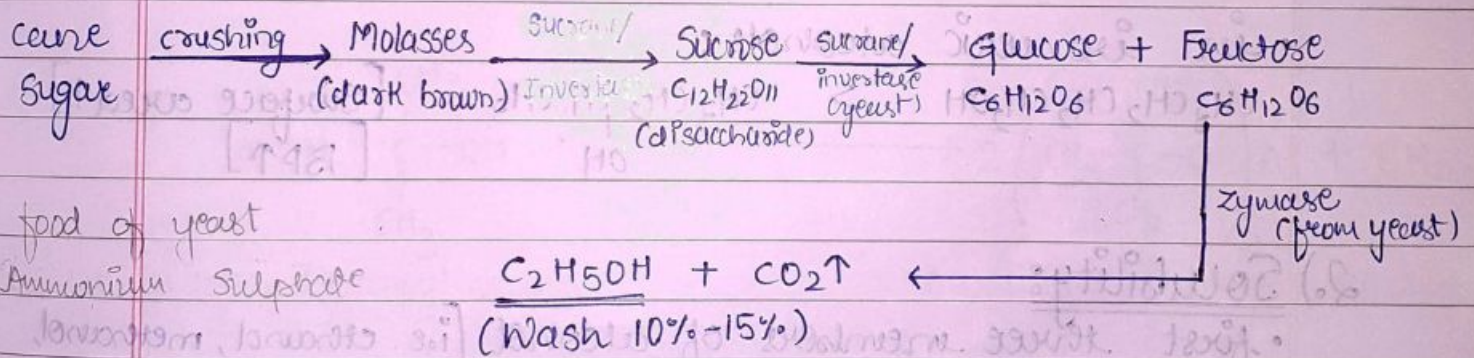 cane crushing → Molasses Sucrase/ → Sucrose sucrase/ → Glucose + Fructose
Sugar (dark brown) Inverta C12H22O11 invertase C6H12O6 C6H12O6
(disaccharide) (yeast)
zymase
(from yeast)
food of yeast
Ammonium Sulphate C2H5OH + CO2↑ ←
(Wash 10%-15%)